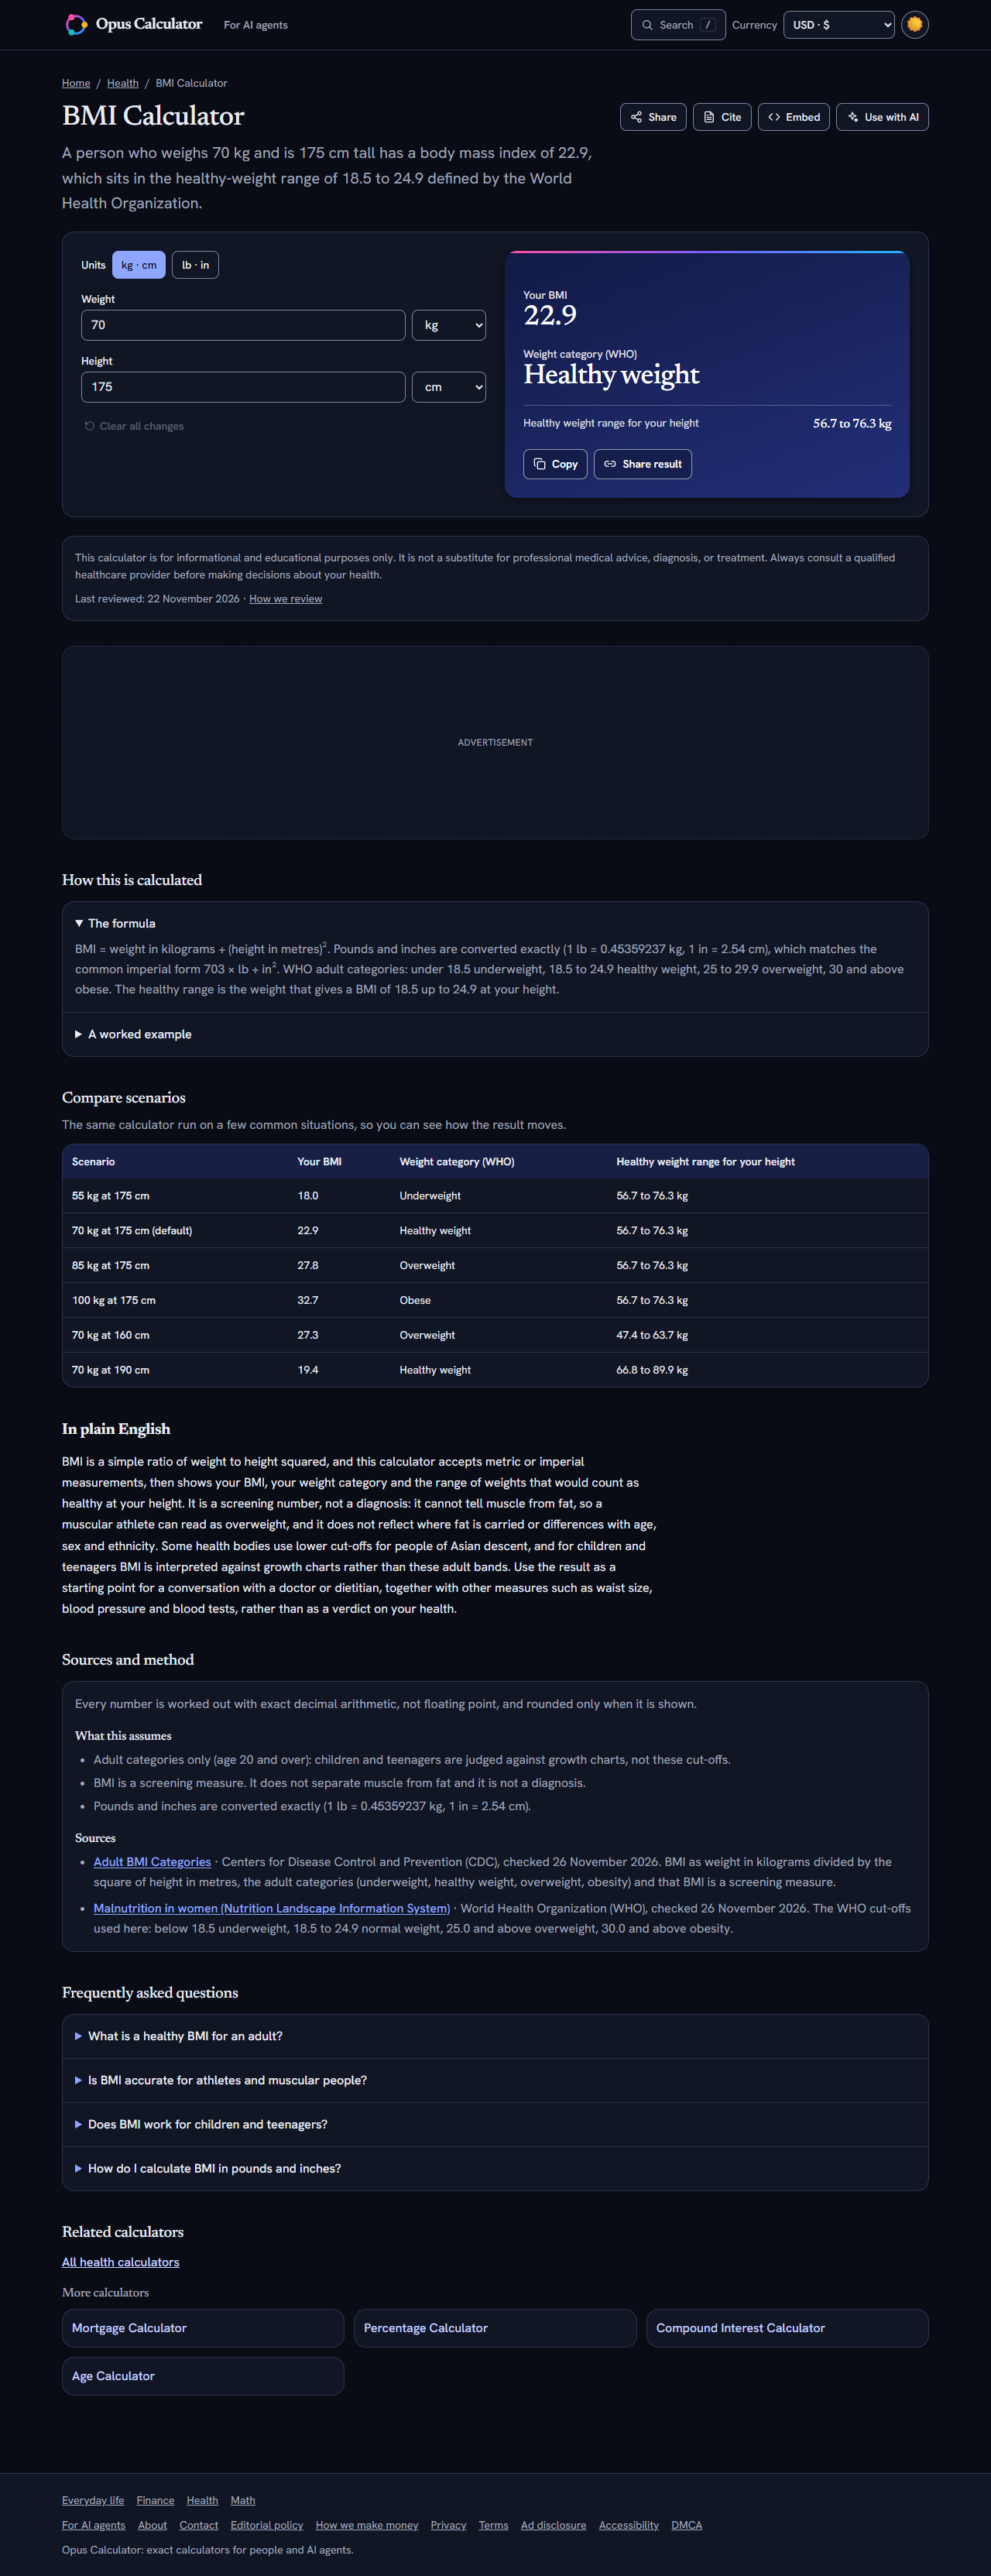 Opus Calculator
For AI agents
Search /
Currency
USD · $
Home / Health / BMI Calculator
BMI Calculator
Share
Cite
Embed
Use with AI
A person who weighs 70 kg and is 175 cm tall has a body mass index of 22.9,
which sits in the healthy-weight range of 18.5 to 24.9 defined by the World
Health Organization.
Units kg · cm lb · in
Weight
70 kg
Height
175 cm
Clear all changes
Your BMI
22.9
Weight category (WHO)
Healthy weight
Healthy weight range for your height 56.7 to 76.3 kg
Copy
Share result
This calculator is for informational and educational purposes only. It is not a substitute for professional medical advice, diagnosis, or treatment. Always consult a qualified
healthcare provider before making decisions about your health.
Last reviewed: 22 November 2026 · How we review
ADVERTISEMENT
How this is calculated
The formula
BMI = weight in kilograms ÷ (height in metres)². Pounds and inches are converted exactly (1 lb = 0.45359237 kg, 1 in = 2.54 cm), which matches the
common imperial form 703 × lb ÷ in². WHO adult categories: under 18.5 underweight, 18.5 to 24.9 healthy weight, 25 to 29.9 overweight, 30 and above
obese. The healthy range is the weight that gives a BMI of 18.5 up to 24.9 at your height.
A worked example
Compare scenarios
The same calculator run on a few common situations, so you can see how the result moves.
Scenario Your BMI Weight category (WHO) Healthy weight range for your height
55 kg at 175 cm 18.0 Underweight 56.7 to 76.3 kg
70 kg at 175 cm (default) 22.9 Healthy weight 56.7 to 76.3 kg
85 kg at 175 cm 27.8 Overweight 56.7 to 76.3 kg
100 kg at 175 cm 32.7 Obese 56.7 to 76.3 kg
70 kg at 160 cm 27.3 Overweight 47.4 to 63.7 kg
70 kg at 190 cm 19.4 Healthy weight 66.8 to 89.9 kg
In plain English
BMI is a simple ratio of weight to height squared, and this calculator accepts metric or imperial
measurements, then shows your BMI, your weight category and the range of weights that would count as
healthy at your height. It is a screening number, not a diagnosis: it cannot tell muscle from fat, so a
muscular athlete can read as overweight, and it does not reflect where fat is carried or differences with age,
sex and ethnicity. Some health bodies use lower cut-offs for people of Asian descent, and for children and
teenagers BMI is interpreted against growth charts rather than these adult bands. Use the result as a
starting point for a conversation with a doctor or dietitian, together with other measures such as waist size,
blood pressure and blood tests, rather than as a verdict on your health.
Sources and method
Every number is worked out with exact decimal arithmetic, not floating point, and rounded only when it is shown.
What this assumes
• Adult categories only (age 20 and over): children and teenagers are judged against growth charts, not these cut-offs.
• BMI is a screening measure. It does not separate muscle from fat and it is not a diagnosis.
• Pounds and inches are converted exactly (1 lb = 0.45359237 kg, 1 in = 2.54 cm).
Sources
• Adult BMI Categories · Centers for Disease Control and Prevention (CDC), checked 26 November 2026. BMI as weight in kilograms divided by the
square of height in metres, the adult categories (underweight, healthy weight, overweight, obesity) and that BMI is a screening measure.
• Malnutrition in women (Nutrition Landscape Information System) · World Health Organization (WHO), checked 26 November 2026. The WHO cut-offs
used here: below 18.5 underweight, 18.5 to 24.9 normal weight, 25.0 and above overweight, 30.0 and above obesity.
Frequently asked questions
What is a healthy BMI for an adult?
Is BMI accurate for athletes and muscular people?
Does BMI work for children and teenagers?
How do I calculate BMI in pounds and inches?
Related calculators
All health calculators
More calculators
Mortgage Calculator
Percentage Calculator
Compound Interest Calculator
Age Calculator
Everyday life Finance Health Math
For AI agents About Contact Editorial policy How we make money Privacy Terms Ad disclosure Accessibility DMCA
Opus Calculator: exact calculators for people and AI agents.